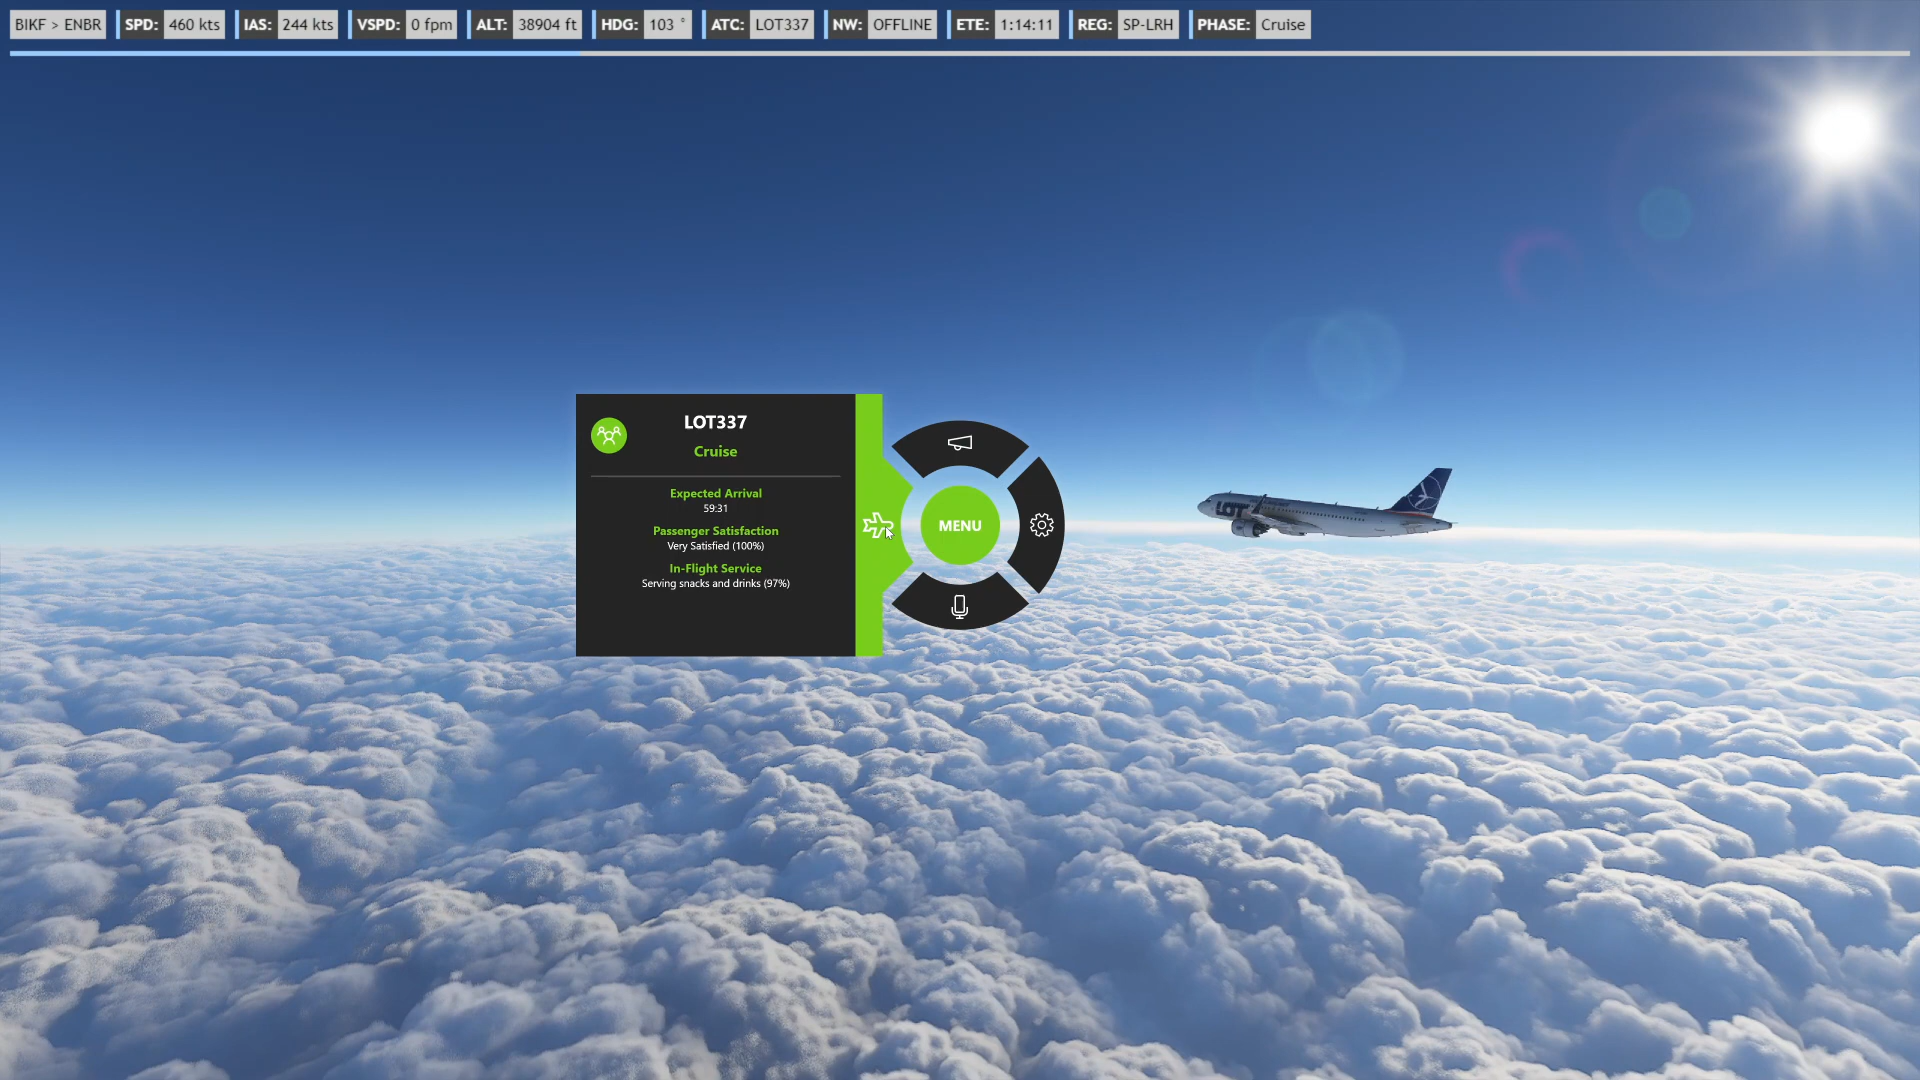 BIKF > ENBR SPD: 460 kts IAS: 244 kts VSPD: 0 fpm ALT: 38904 ft HDG: 103 ° ATC: LOT337 NW: OFFLINE ETE: 1:14:11 REG: SP-LRH PHASE: Cruise
LOT337
Cruise
Expected Arrival
59:31
Passenger Satisfaction
Very Satisfied (100%)
In-Flight Service
Serving snacks and drinks (97%)
MENU
LOT